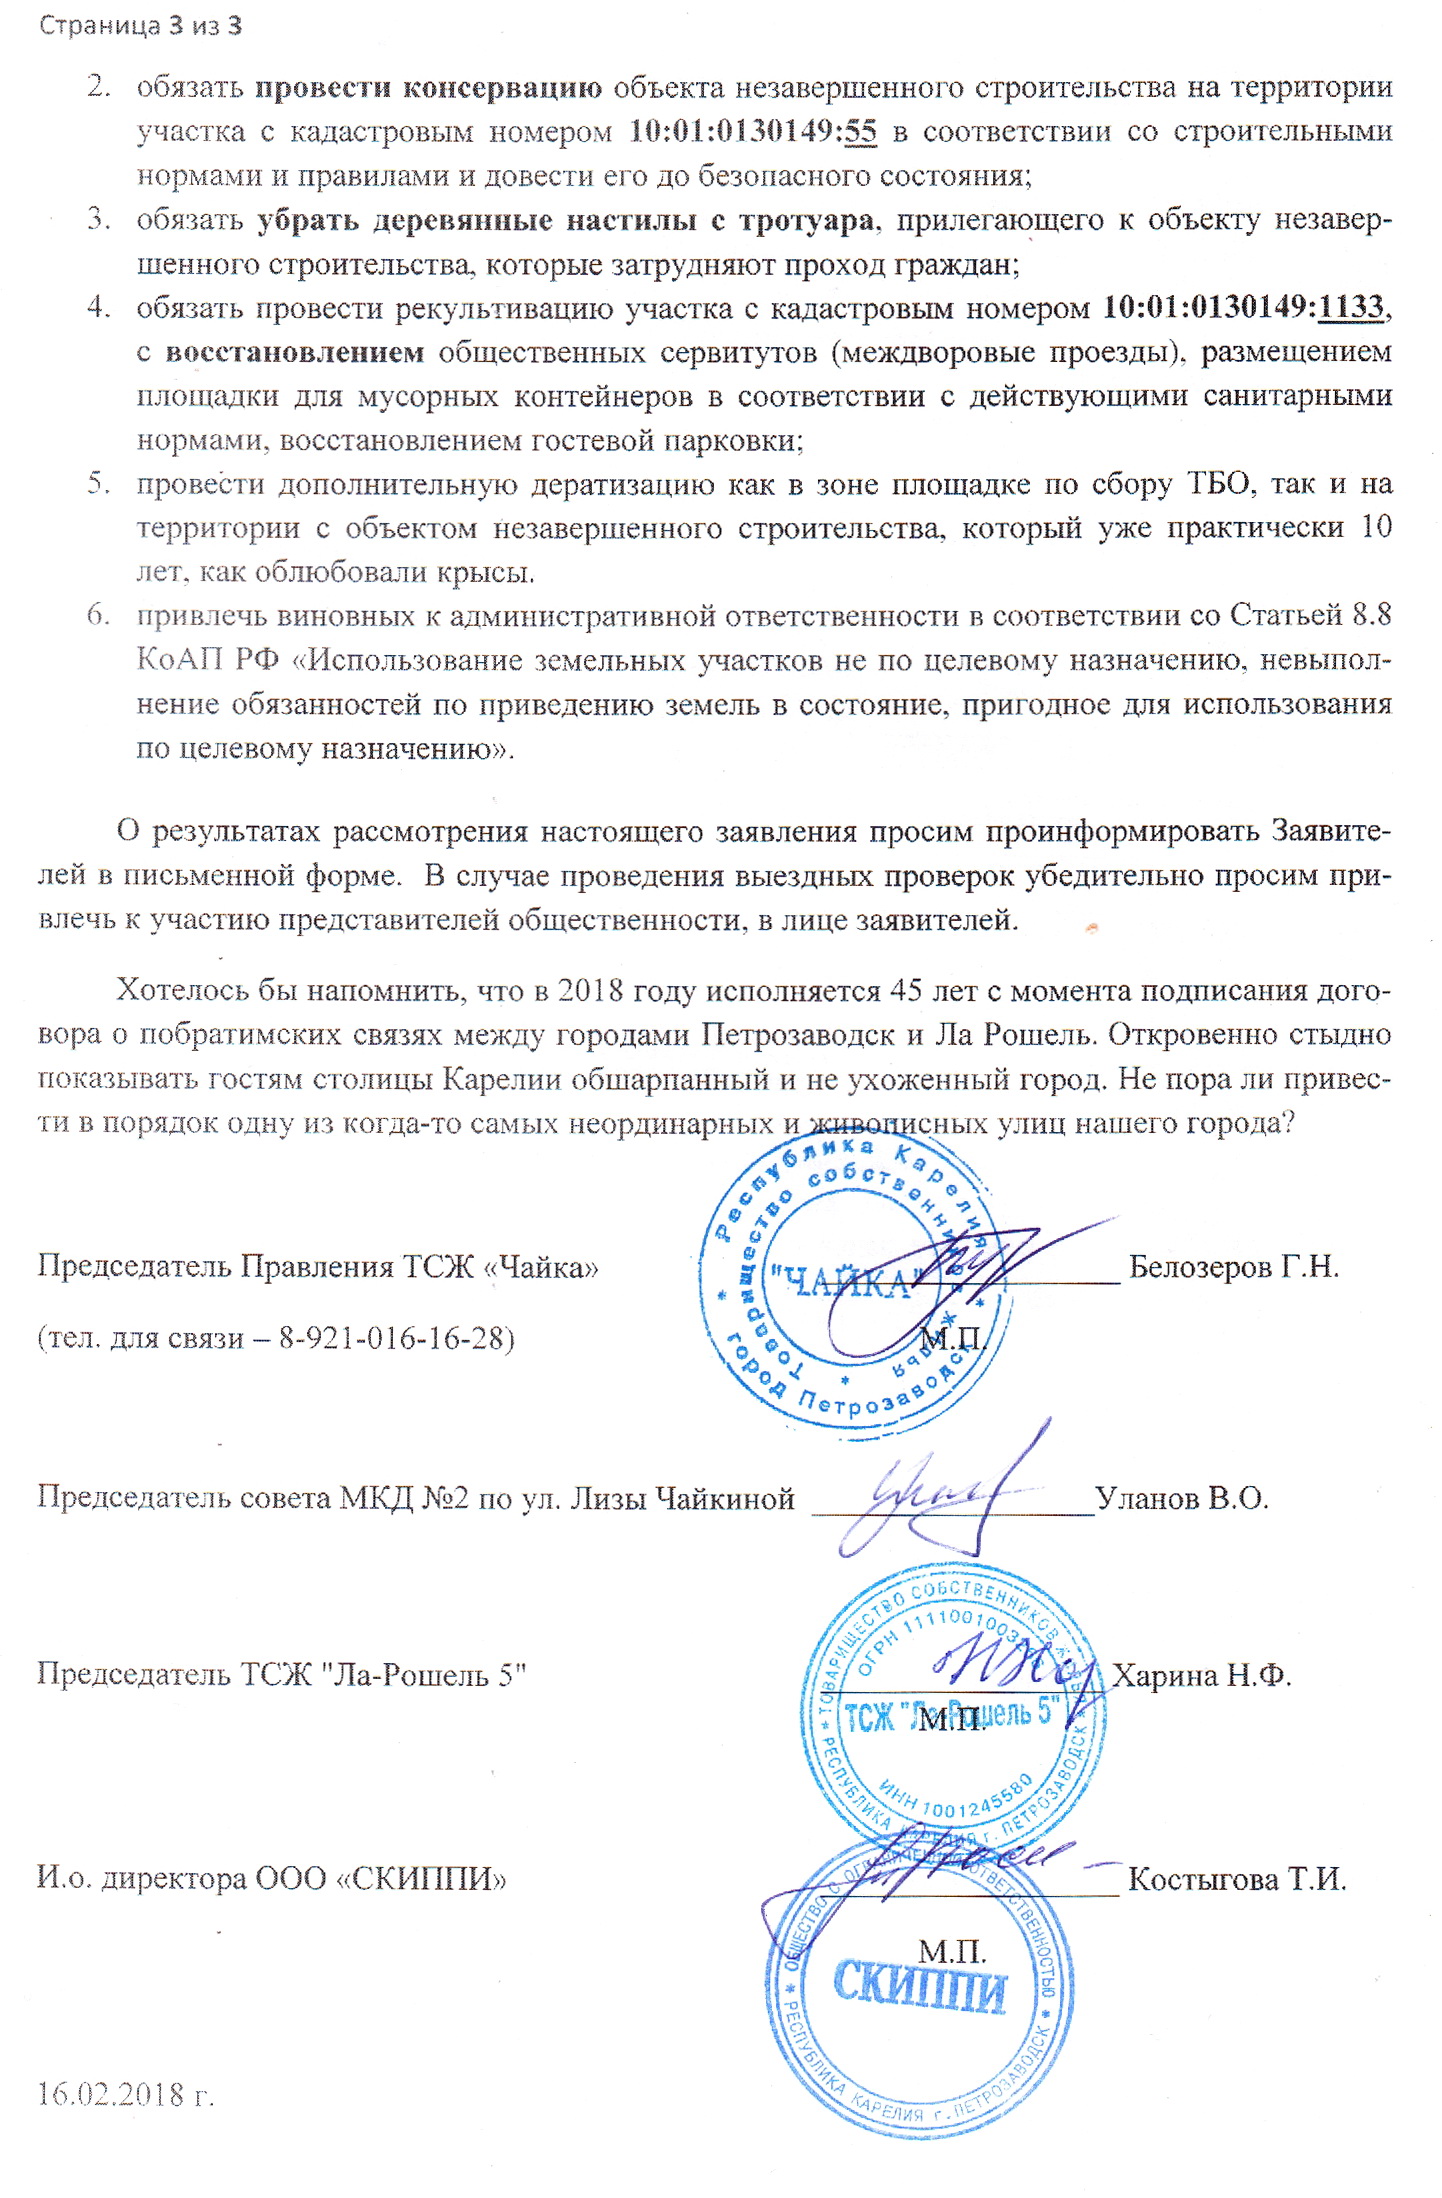 Страница 3 из 3
2. обязать провести консервацию объекта незавершенного строительства на территории
участка с кадастровым номером 10:01:0130149:55 в соответствии со строительными
нормами и правилами и довести его до безопасного состояния;
3. обязать убрать деревянные настилы с тротуара, прилегающего к объекту незавер-
шенного строительства, которые затрудняют проход граждан;
4. обязать провести рекультивацию участка с кадастровым номером 10:01:0130149:1133,
с восстановлением общественных сервитутов (междворовые проезды), размещением
площадки для мусорных контейнеров в соответствии с действующими санитарными
нормами, восстановлением гостевой парковки;
5. провести дополнительную дератизацию как в зоне площадке по сбору ТБО, так и на
территории с объектом незавершенного строительства, который уже практически 10
лет, как облюбовали крысы.
6. привлечь виновных к административной ответственности в соответствии со Статьей 8.8
КоАП РФ «Использование земельных участков не по целевому назначению, невыпол-
нение обязанностей по приведению земель в состояние, пригодное для использования
по целевому назначению».
О результатах рассмотрения настоящего заявления просим проинформировать Заявите-
лей в письменной форме. В случае проведения выездных проверок убедительно просим при-
влечь к участию представителей общественности, в лице заявителей.
Хотелось бы напомнить, что в 2018 году исполняется 45 лет с момента подписания дого-
вора о побратимских связях между городами Петрозаводск и Ла Рошель. Откровенно стыдно
показывать гостям столицы Карелии обшарпанный и не ухоженный город. Не пора ли привес-
ти в порядок одну из когда-то самых неординарных и живописных улиц нашего города?
Республика Карелия
Товарищество собственников жилья
"ЧАЙКА"
город Петрозаводск
Председатель Правления ТСЖ «Чайка» Белозеров Г.Н.
(тел. для связи – 8-921-016-16-28) М.П.
Председатель совета МКД №2 по ул. Лизы Чайкиной Уланов В.О.
ТОВАРИЩЕСТВО СОБСТВЕННИКОВ ЖИЛЬЯ
ОГРН 1111001003
Председатель ТСЖ "Ла-Рошель 5" Харина Н.Ф.
ТСЖ "Ла-Рошель 5"
М.П.
ИНН 1001245580
РЕСПУБЛИКА КАРЕЛИЯ г. ПЕТРОЗАВОДСК
И.о. директора ООО «СКИППИ» Костыгова Т.И.
ОБЩЕСТВО С ОГРАНИЧЕННОЙ ОТВЕТСТВЕННОСТЬЮ
М.П.
СКИППИ
РЕСПУБЛИКА КАРЕЛИЯ г. ПЕТРОЗАВОДСК
16.02.2018 г.